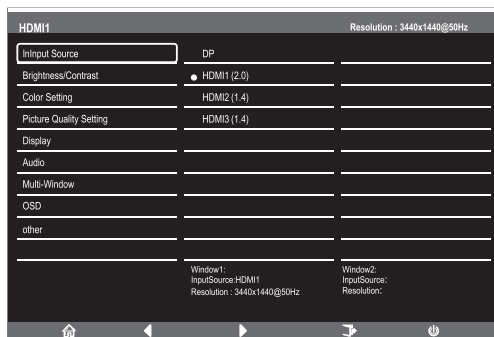 HDMI1 Resolution : 3440x1440@50Hz
InInput Source DP
Brightness/Contrast HDMI1 (2.0)
Color Setting HDMI2 (1.4)
Picture Quality Setting HDMI3 (1.4)
Display
Audio
Multi-Window
OSD
other
Window1: Window2:
InputSource:HDMI1 InputSource:
Resolution : 3440x1440@50Hz Resolution: